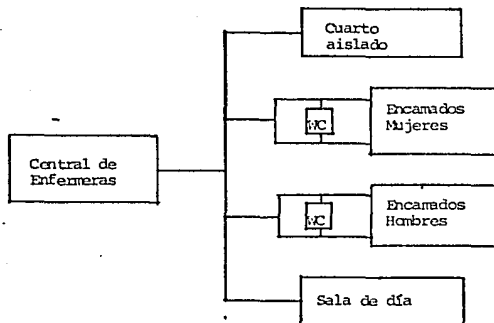 Cuarto
aislado
WC
Encamados
Mujeres
Central de
Enfermeras
WC
Encamados
Hombres
Sala de día